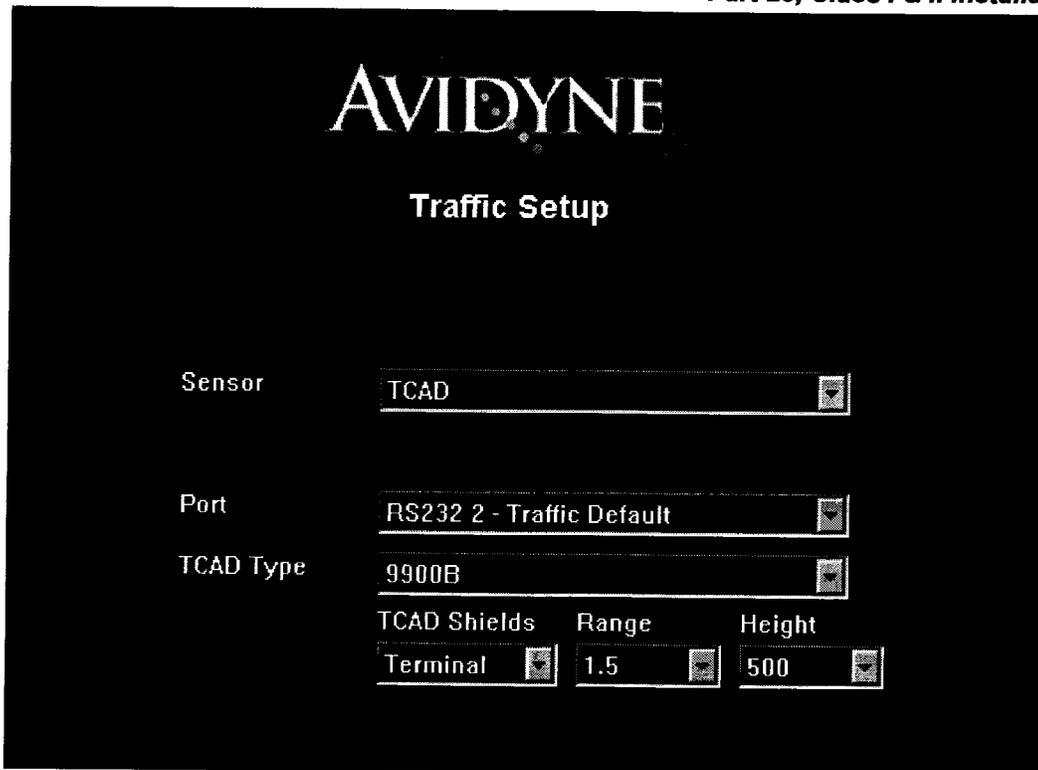 AVIDYNE
Traffic Setup
Sensor
TCAD
Port
RS232 2 - Traffic Default
TCAD Type
9900B
TCAD Shields Range Height
Terminal 1.5 500